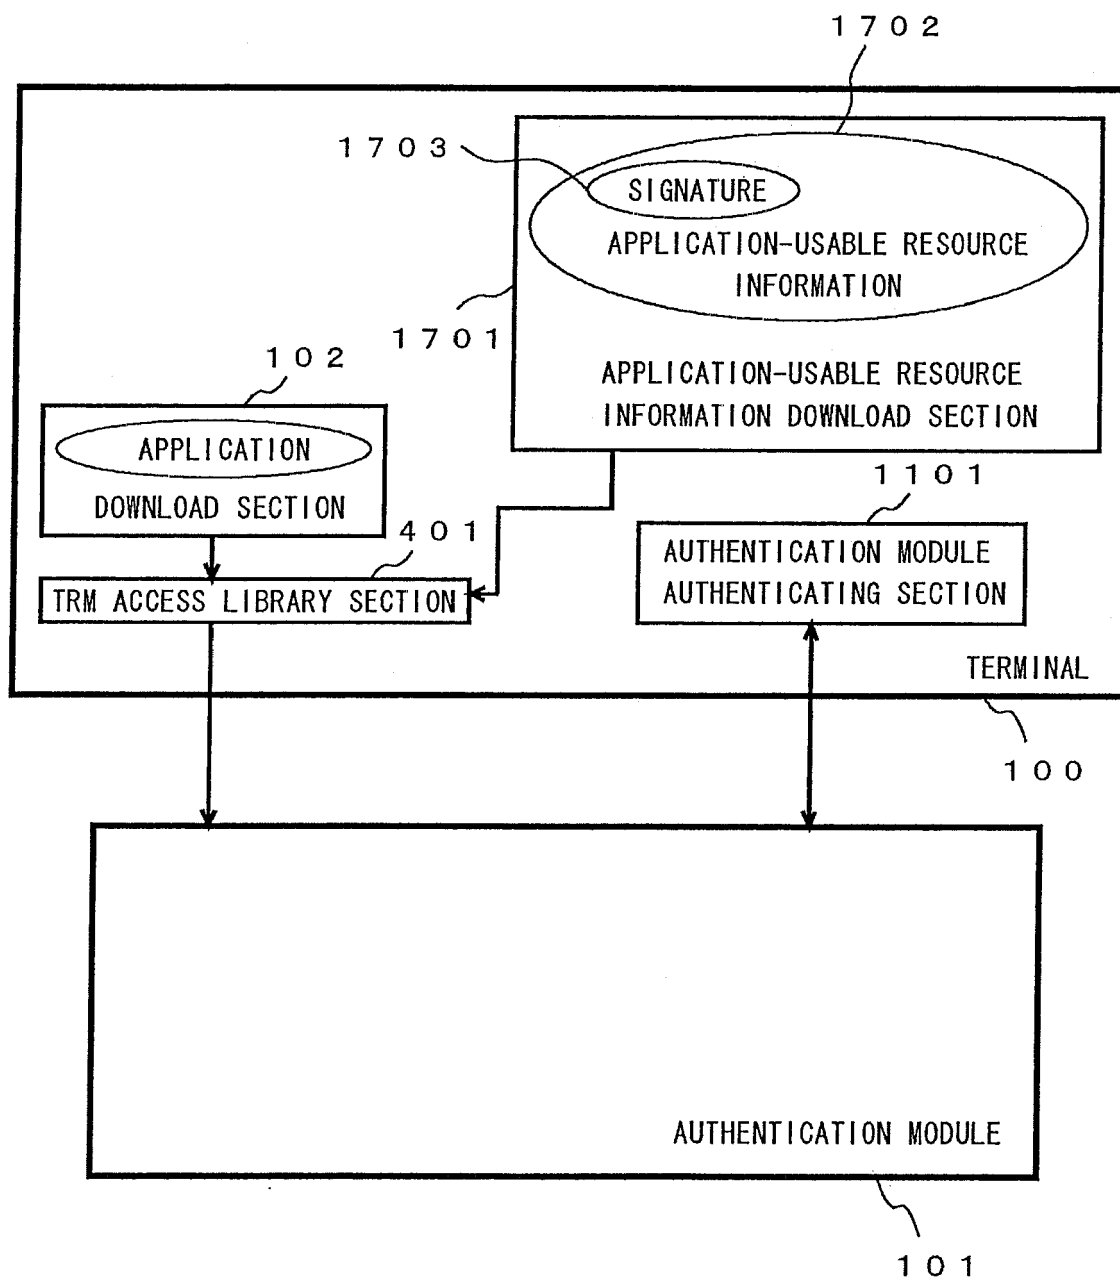 1702
1703
SIGNATURE
APPLICATION-USABLE RESOURCE
INFORMATION
1701
APPLICATION-USABLE RESOURCE
INFORMATION DOWNLOAD SECTION
102
APPLICATION
DOWNLOAD SECTION
401
TRM ACCESS LIBRARY SECTION
1101
AUTHENTICATION MODULE
AUTHENTICATING SECTION
TERMINAL
100
AUTHENTICATION MODULE
101